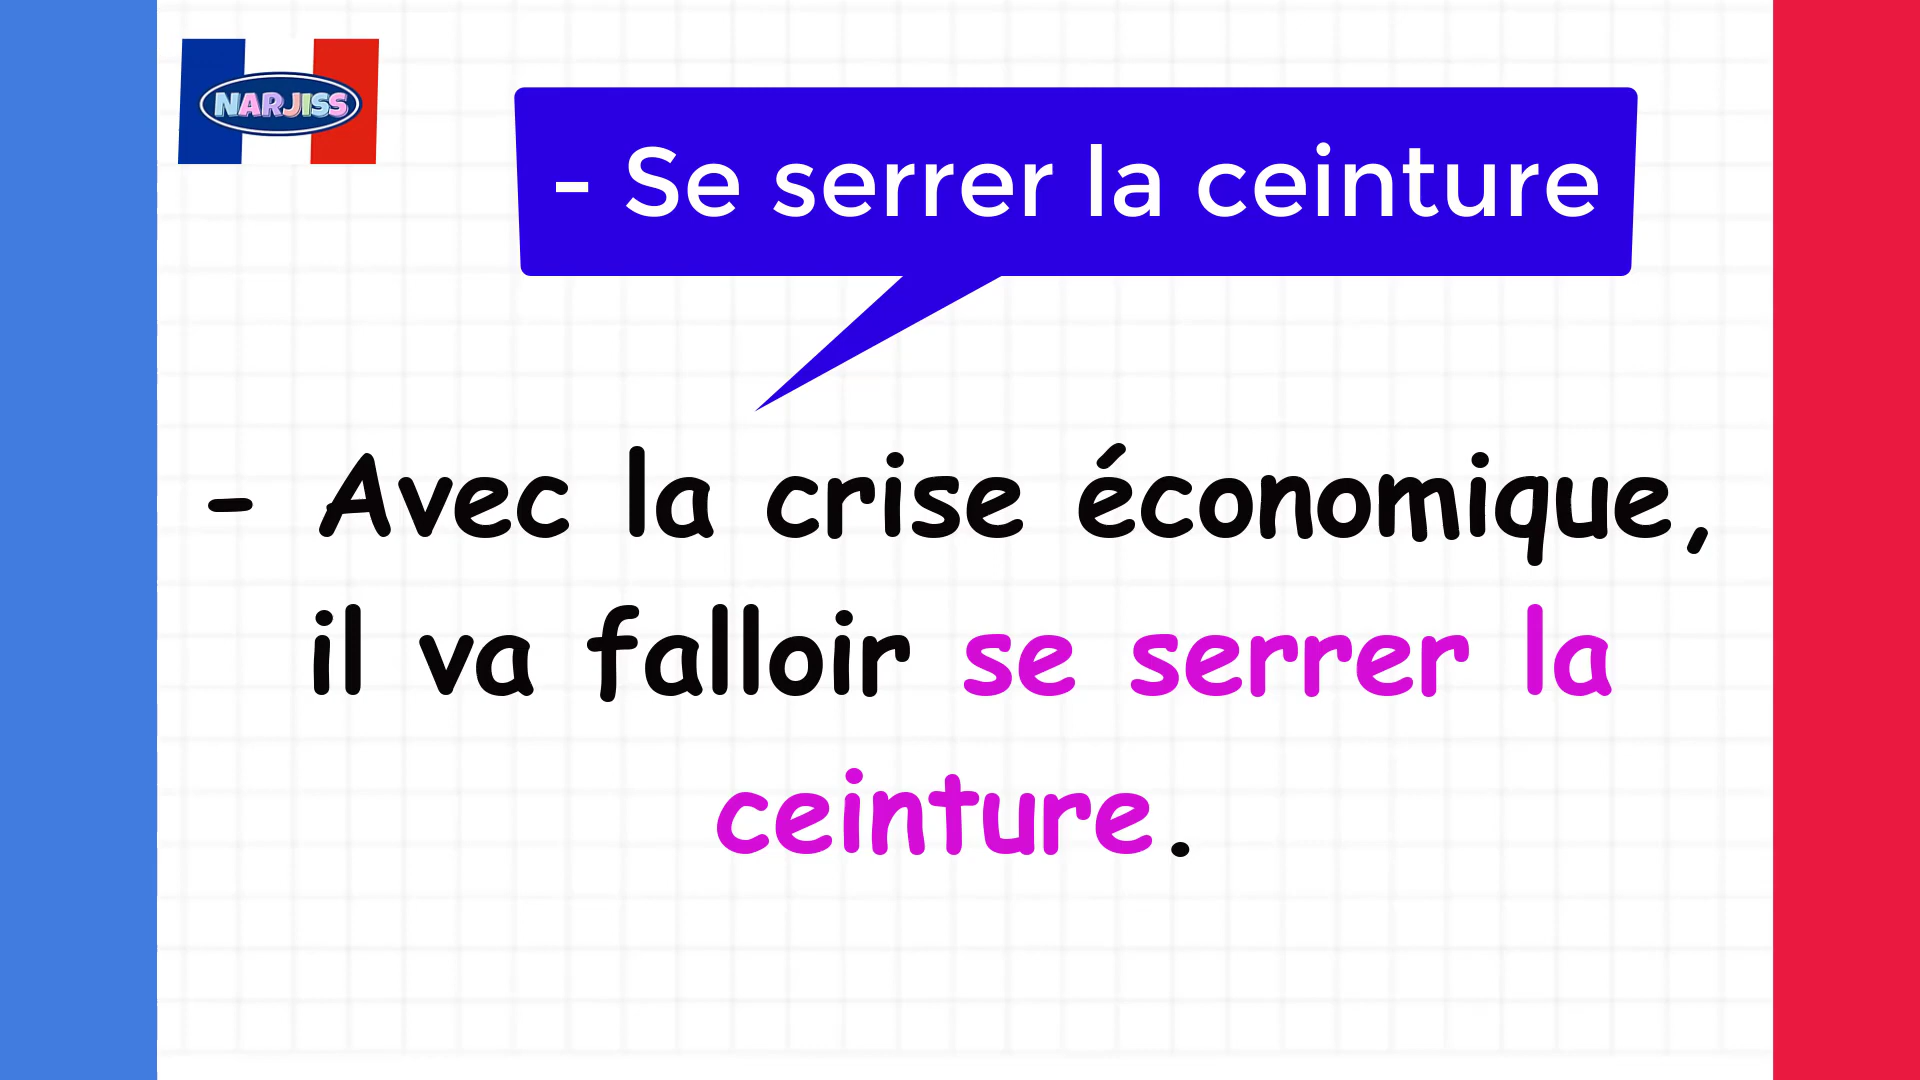 NARJISS
- Se serrer la ceinture
- Avec la crise économique,
il va falloir se serrer la
ceinture.